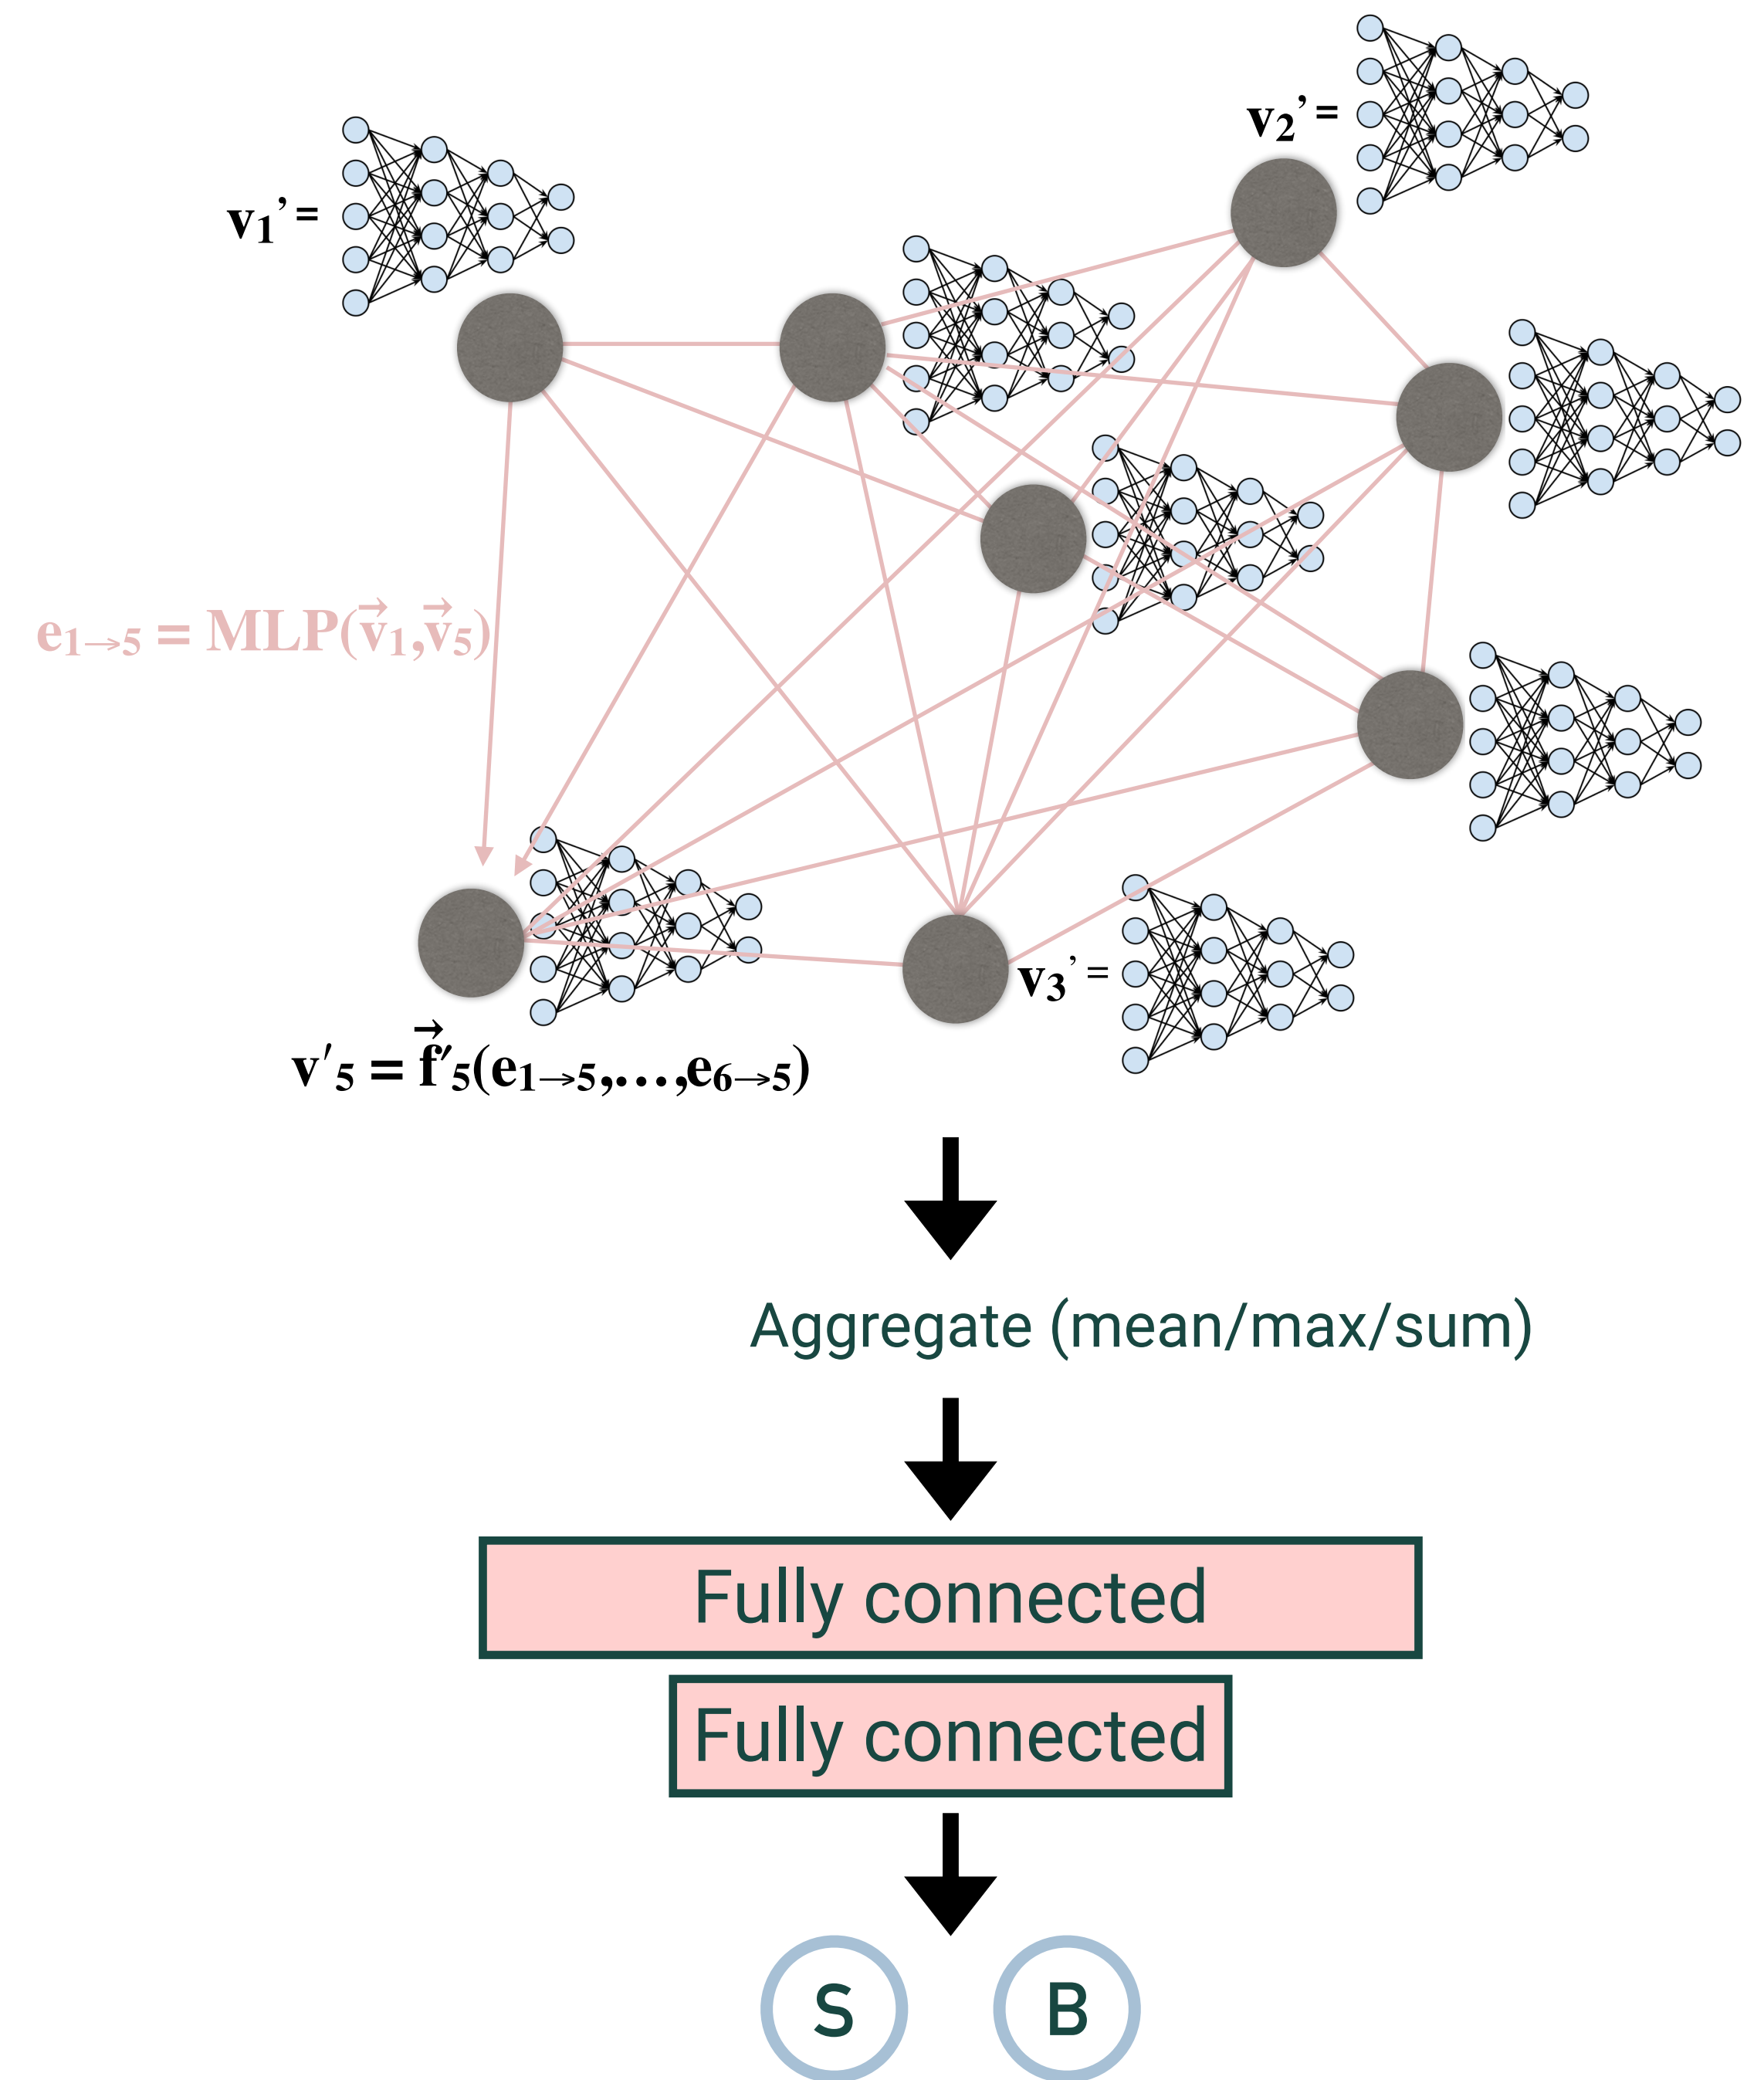 v₂’ =
v₁’ =
e₁→₅ = MLP(v⃗₁,v⃗₅)
v₃’ =
v′₅ = f⃗′₅(e₁→₅,…,e₆→₅)
Aggregate (mean/max/sum)
Fully connected
Fully connected
S B